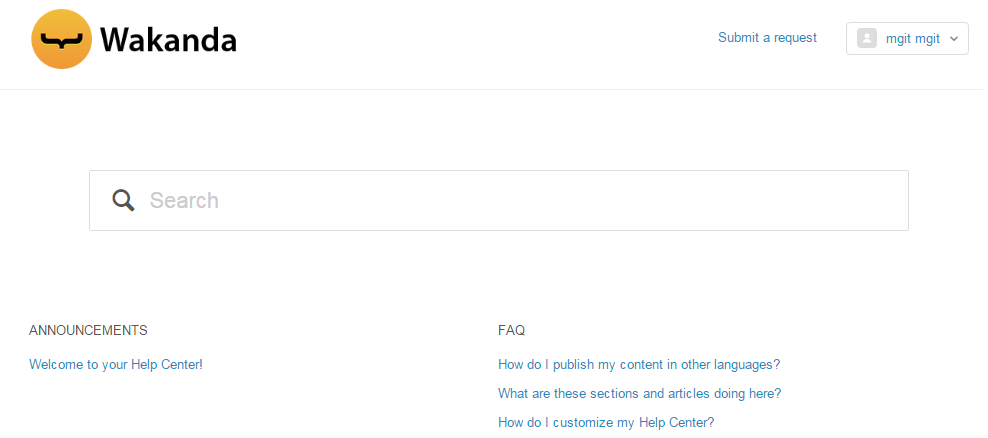 Wakanda
Submit a request
mgit mgit
Search
ANNOUNCEMENTS
Welcome to your Help Center!
FAQ
How do I publish my content in other languages?
What are these sections and articles doing here?
How do I customize my Help Center?